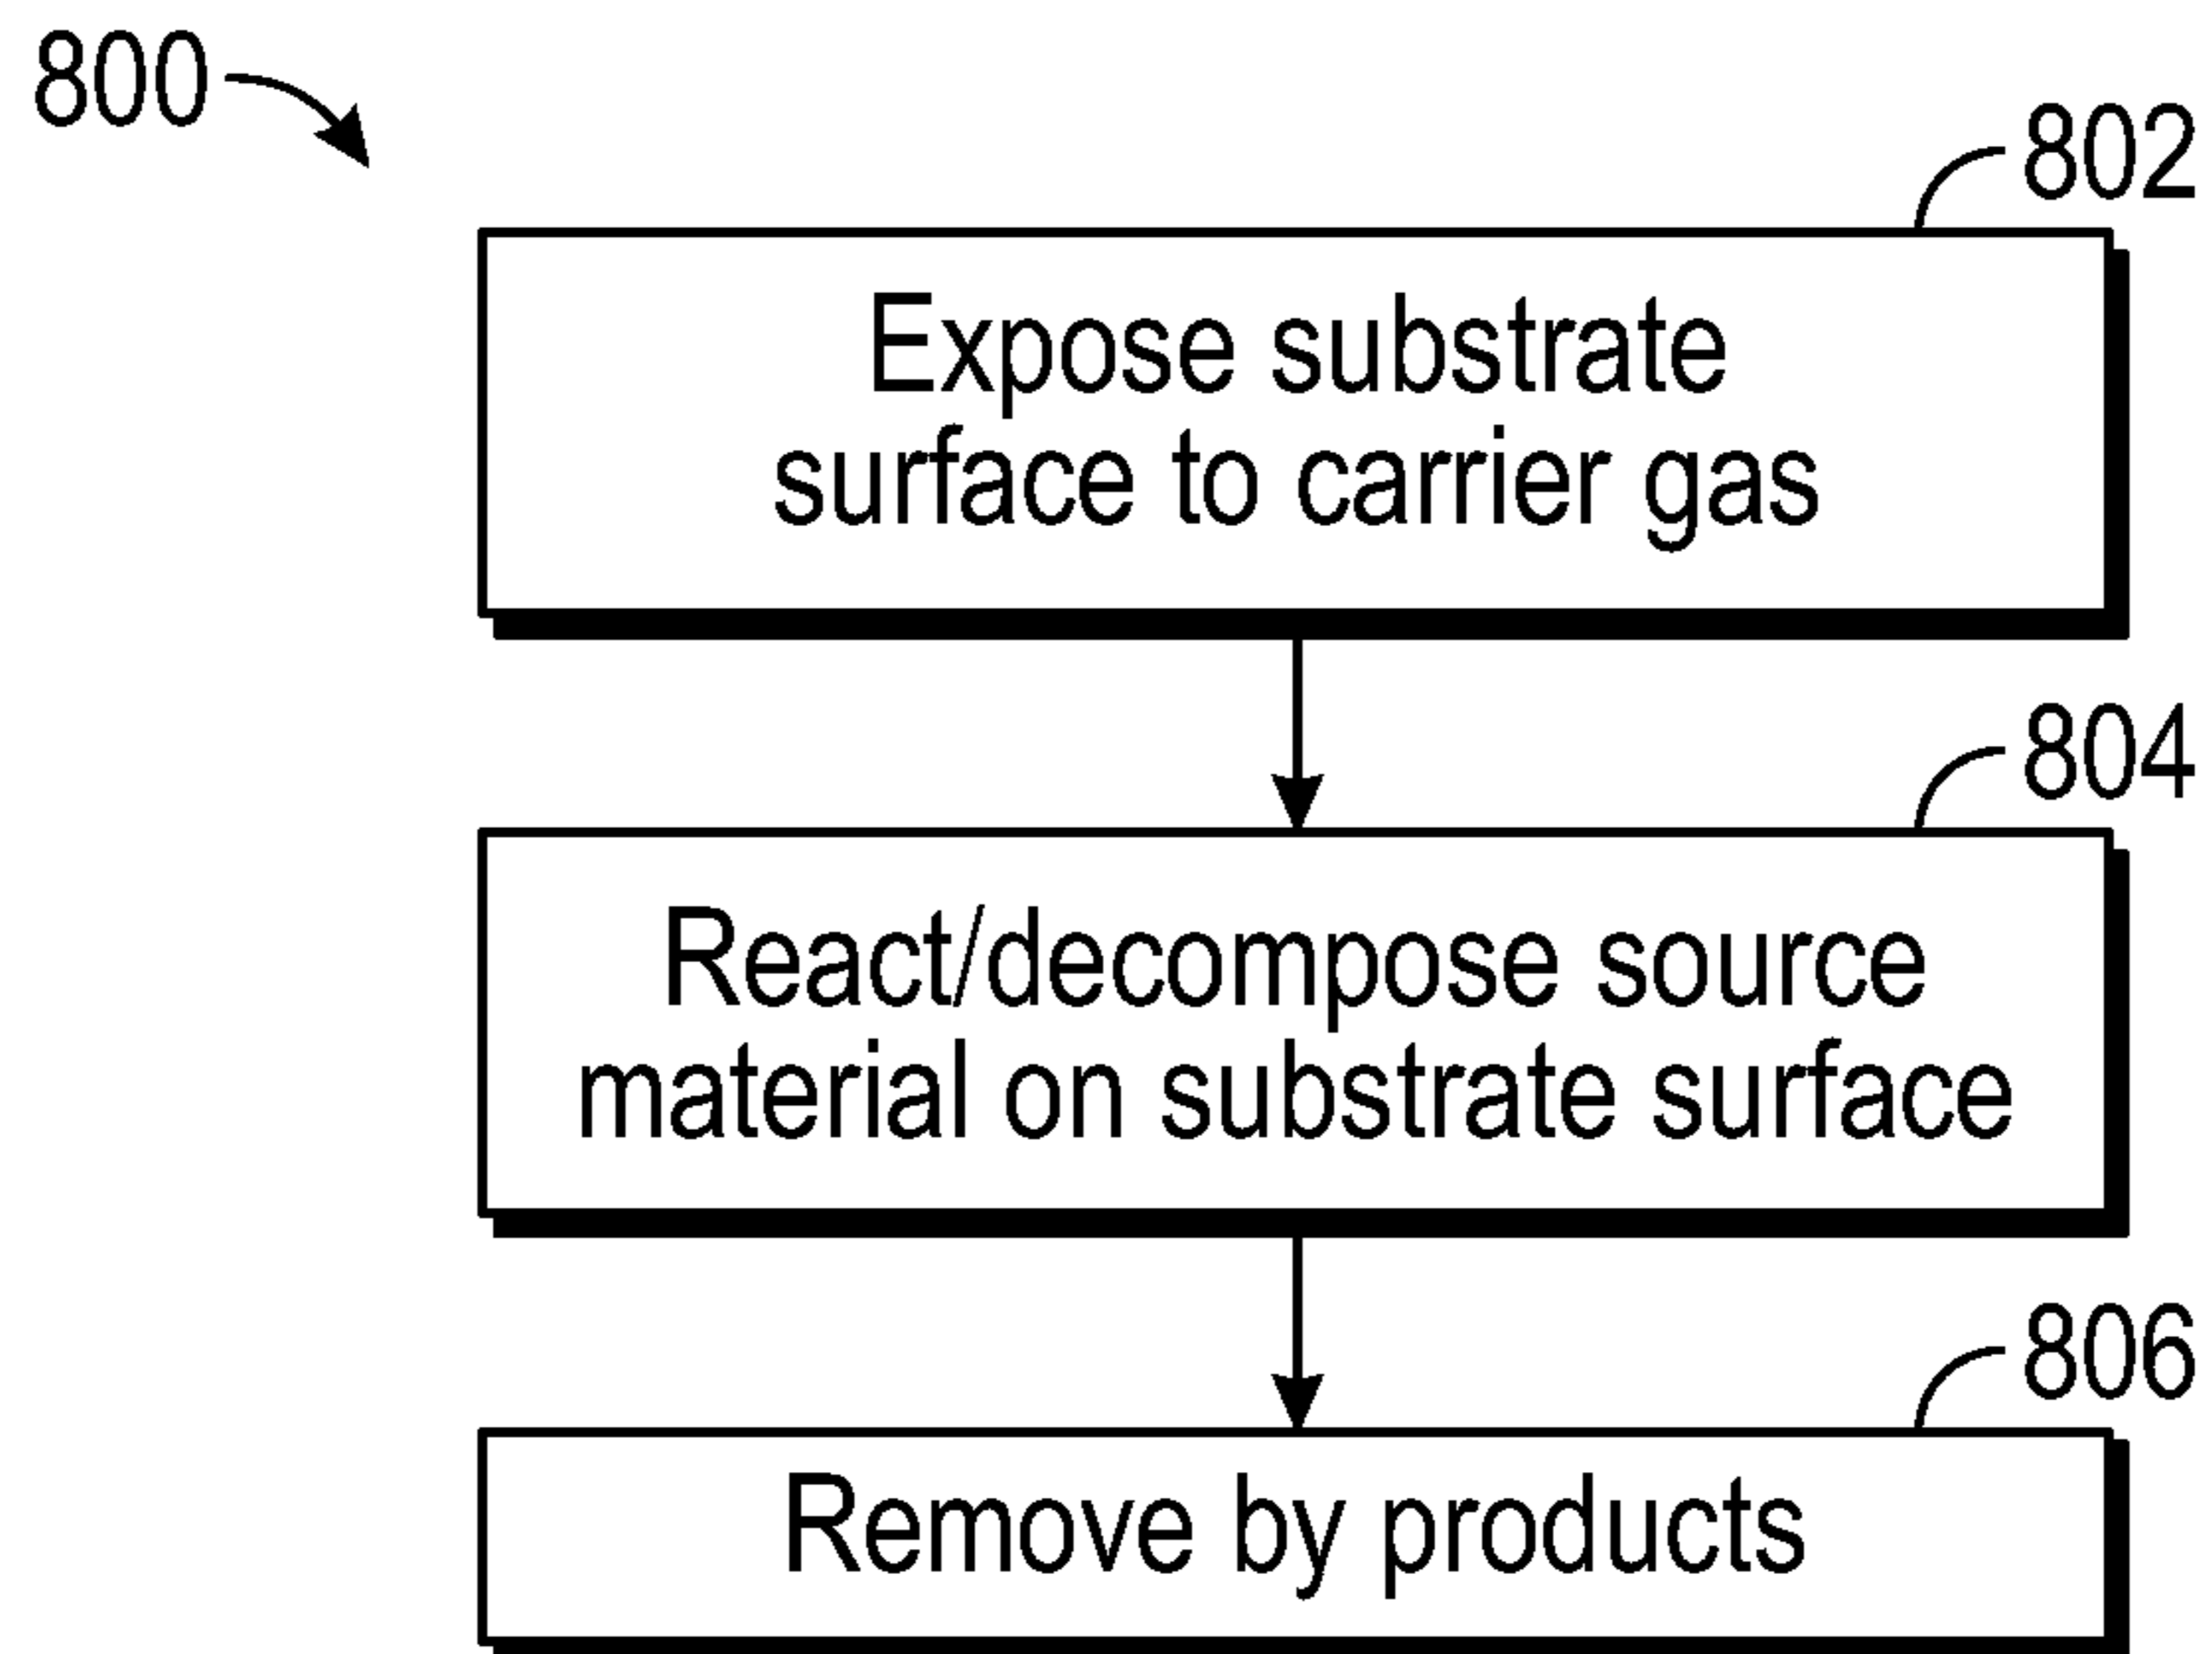 800
802
Expose substrate
surface to carrier gas
804
React/decompose source
material on substrate surface
806
Remove by products